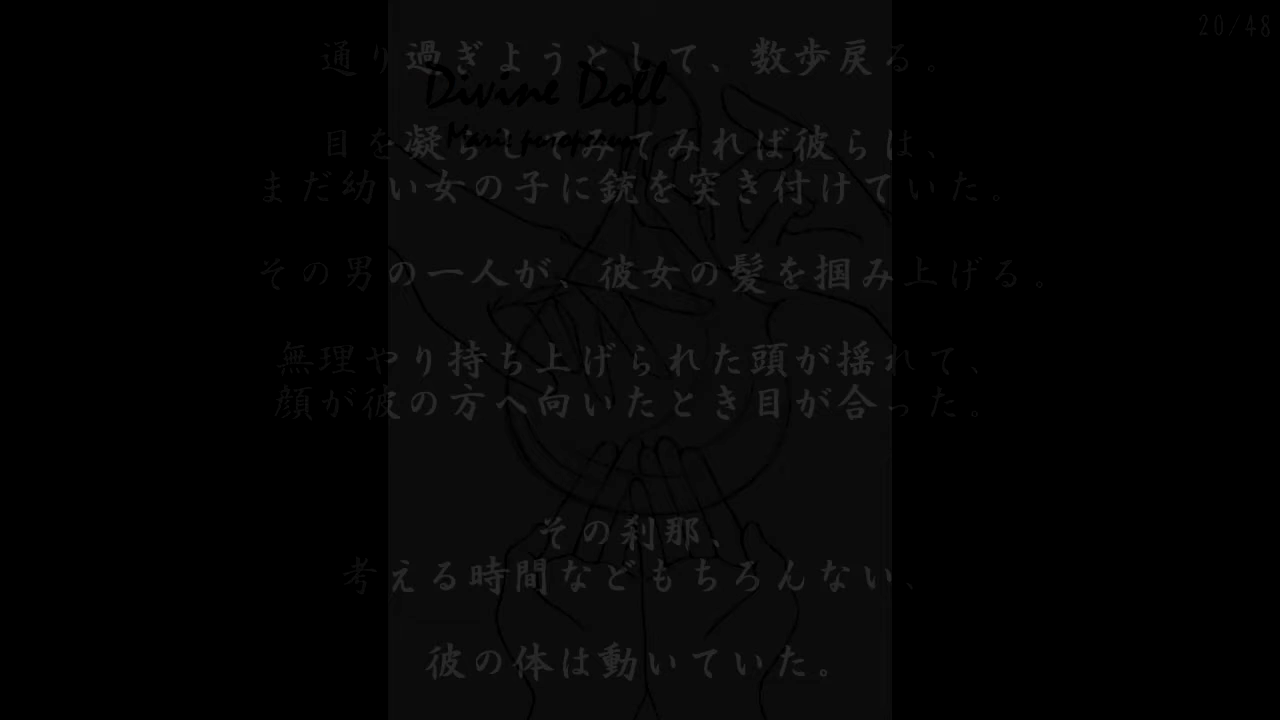 20/48
通り過ぎようとして、数歩戻る。
Divine Doll
目を凝らしてみてみれば彼らは、
まだ幼い女の子に銃を突き付けていた。
その男の一人が、彼女の髪を掴み上げる。
無理やり持ち上げられた頭が揺れて、
顔が彼の方へ向いたとき目が合った。
その刹那、
考える時間などもちろんない、
彼の体は動いていた。